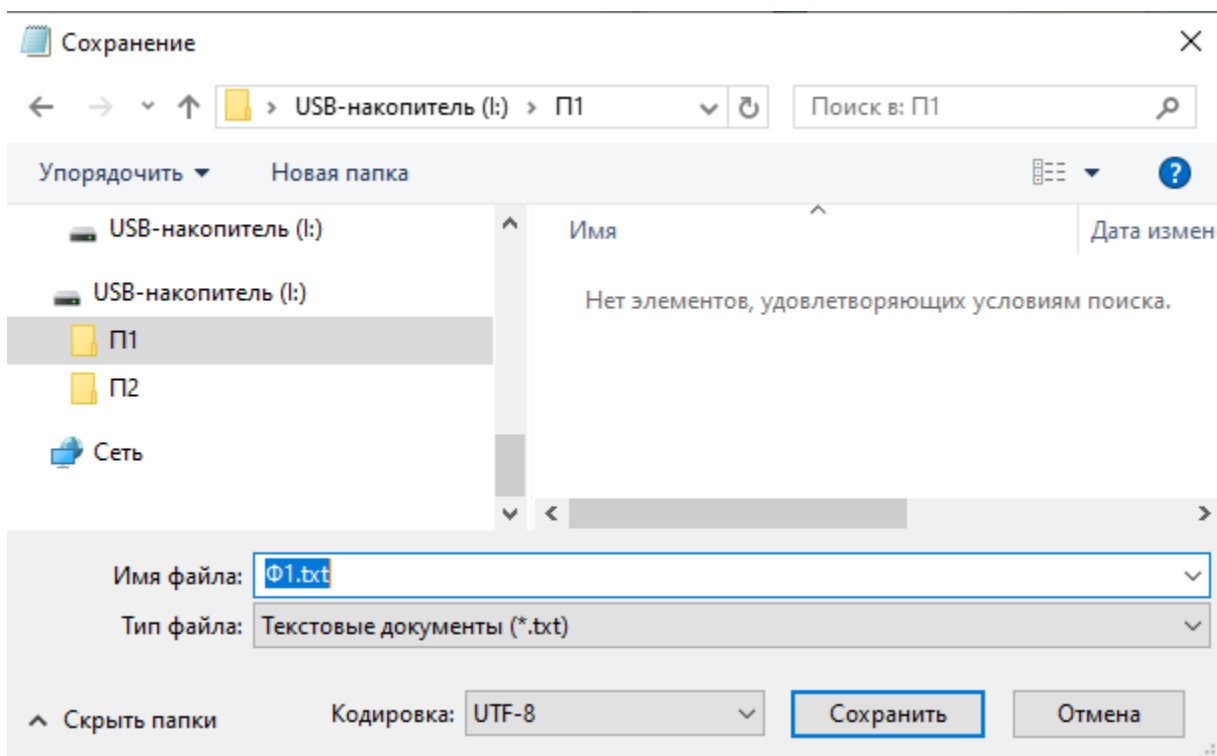 Сохранение
USB-накопитель (I:) П1
Поиск в: П1
Упорядочить Новая папка
USB-накопитель (I:)
Имя Дата измен
USB-накопитель (I:)
Нет элементов, удовлетворяющих условиям поиска.
П1
П2
Сеть
Имя файла: Ф1.txt
Тип файла: Текстовые документы (*.txt)
Скрыть папки Кодировка: UTF-8 Сохранить Отмена